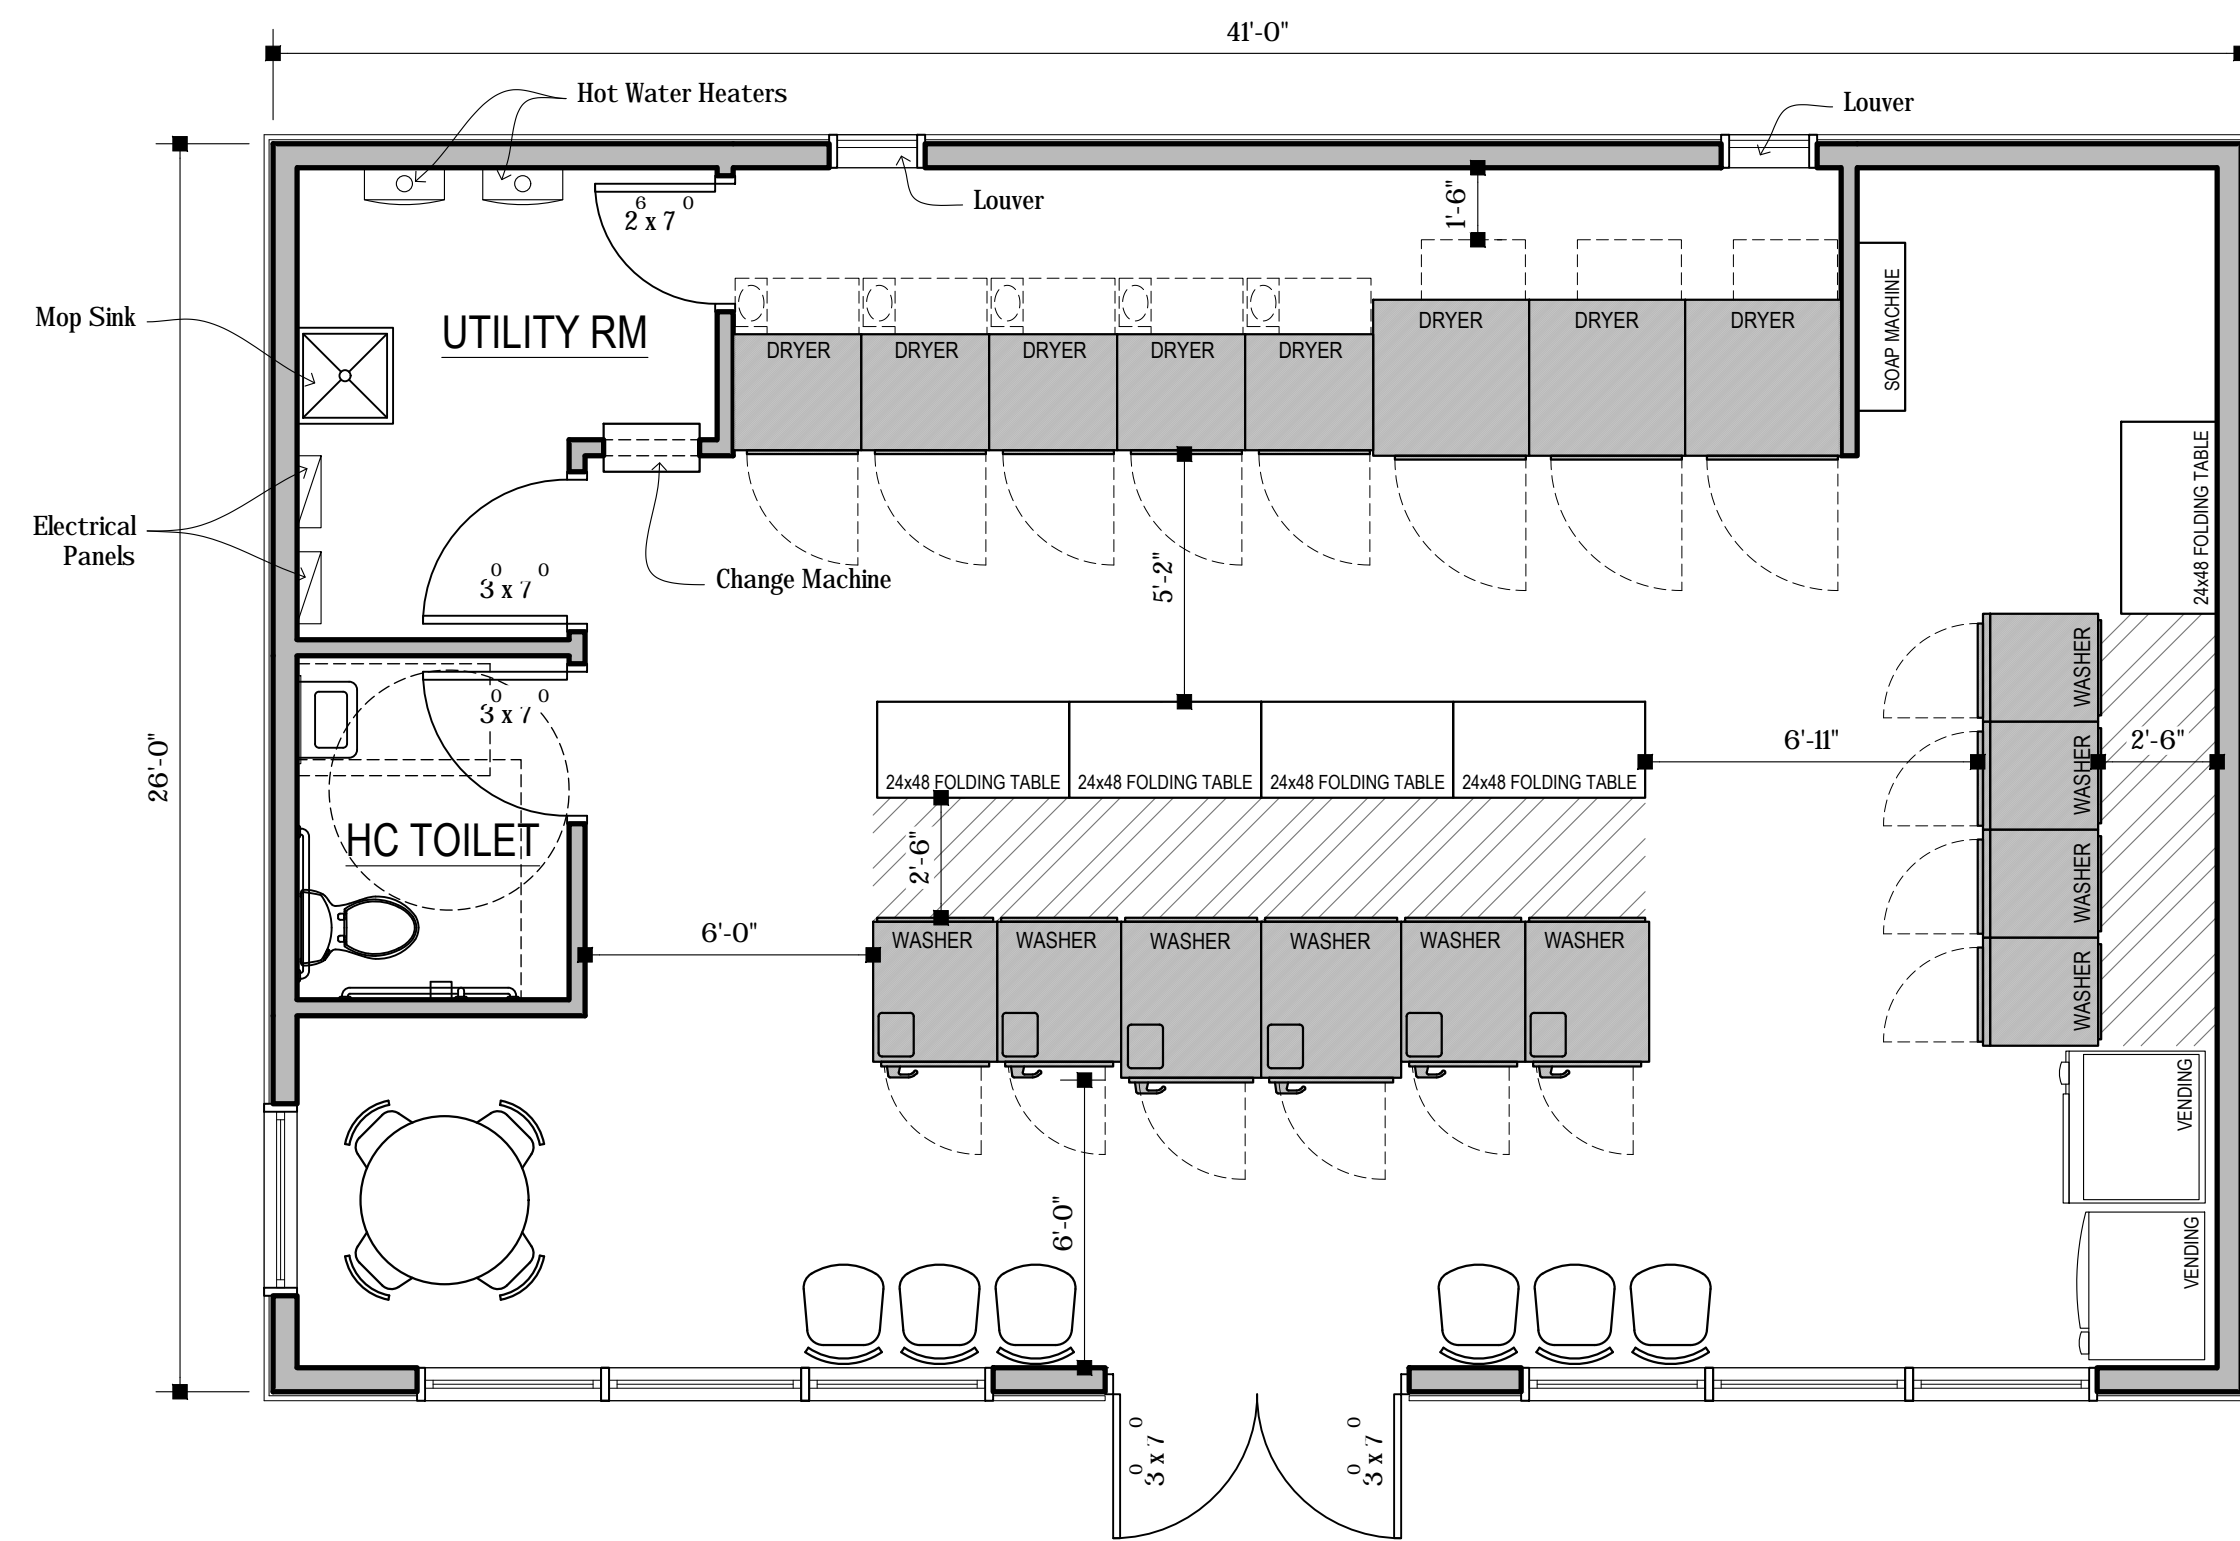 41'-0"
Hot Water Heaters
Louver
Louver
1'-6"
2⁶ x 7⁰
Mop Sink
UTILITY RM
DRYER
DRYER
DRYER
DRYER
DRYER
DRYER
DRYER
DRYER
SOAP MACHINE
24x48 FOLDING TABLE
Electrical
Panels
3⁰ x 7⁰
Change Machine
5'-2"
3⁰ x 7⁰
26'-0"
24x48 FOLDING TABLE
24x48 FOLDING TABLE
24x48 FOLDING TABLE
24x48 FOLDING TABLE
6'-11"
2'-6"
WASHER
WASHER
WASHER
WASHER
HC TOILET
2'-6"
6'-0"
WASHER
WASHER
WASHER
WASHER
WASHER
WASHER
VENDING
VENDING
6'-0"
3⁰ x 7⁰
3⁰ x 7⁰